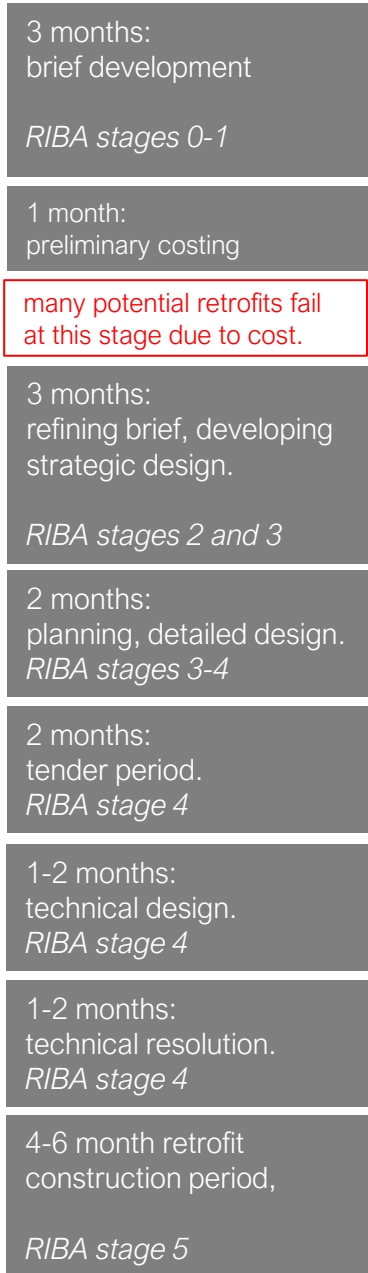 3 months:
brief development
RIBA stages 0-1
1 month:
preliminary costing
many potential retrofits fail
at this stage due to cost.
3 months:
refining brief, developing
strategic design.
RIBA stages 2 and 3
2 months:
planning, detailed design.
RIBA stages 3-4
2 months:
tender period.
RIBA stage 4
1-2 months:
technical design.
RIBA stage 4
1-2 months:
technical resolution.
RIBA stage 4
4-6 month retrofit
construction period,
RIBA stage 5